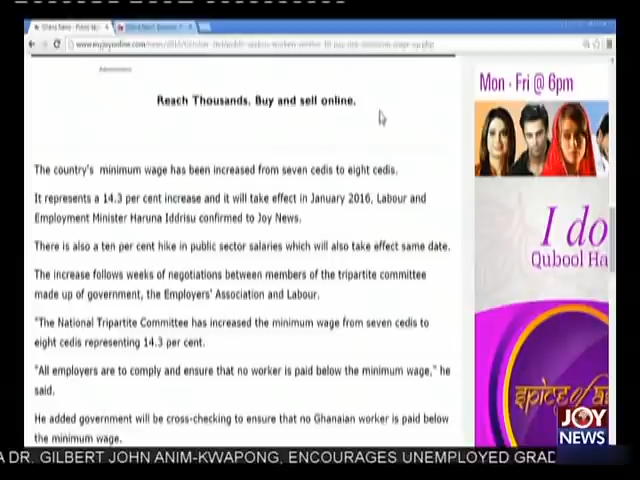 Advertisement
Reach Thousands. Buy and sell online.
The country's minimum wage has been increased from seven cedis to eight cedis.
It represents a 14.3 per cent increase and it will take effect in January 2016, Labour and
Employment Minister Haruna Iddrisu confirmed to Joy News.
There is also a ten per cent hike in public sector salaries which will also take effect same date.
The increase follows weeks of negotiations between members of the tripartite committee
made up of government, the Employers' Association and Labour.
"The National Tripartite Committee has increased the minimum wage from seven cedis to
eight cedis representing 14.3 per cent.
"All employers are to comply and ensure that no worker is paid below the minimum wage," he
said.
He added government will be cross-checking to ensure that no Ghanaian worker is paid below
the minimum wage.
Mon - Fri @ 6pm
I do
Qubool Ha
spice of as
JOY
NEWS
A DR. GILBERT JOHN ANIM-KWAPONG, ENCOURAGES UNEMPLOYED GRAD